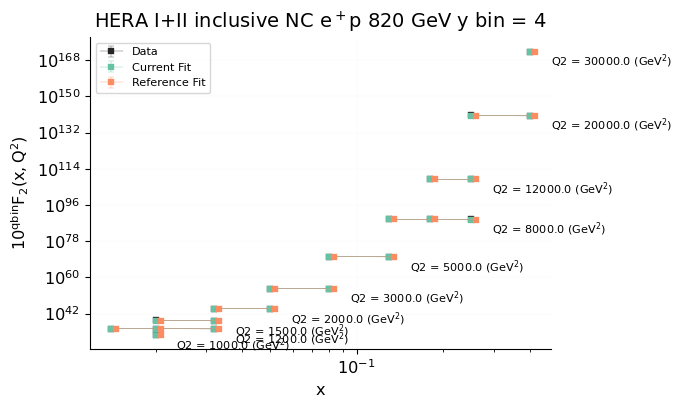 HERA I+II inclusive NC e⁺p 820 GeV y bin = 4
Data
Current Fit
Reference Fit
10^qbin F₂(x, Q²)
10¹⁶⁸
10¹⁵⁰
10¹³²
10¹¹⁴
10⁹⁶
10⁷⁸
10⁶⁰
10⁴²
Q2 = 30000.0 (GeV²)
Q2 = 20000.0 (GeV²)
Q2 = 12000.0 (GeV²)
Q2 = 8000.0 (GeV²)
Q2 = 5000.0 (GeV²)
Q2 = 3000.0 (GeV²)
Q2 = 2000.0 (GeV²)
Q2 = 1500.0 (GeV²)
Q2 = 1200.0 (GeV²)
Q2 = 1000.0 (GeV²)
10⁻¹
x